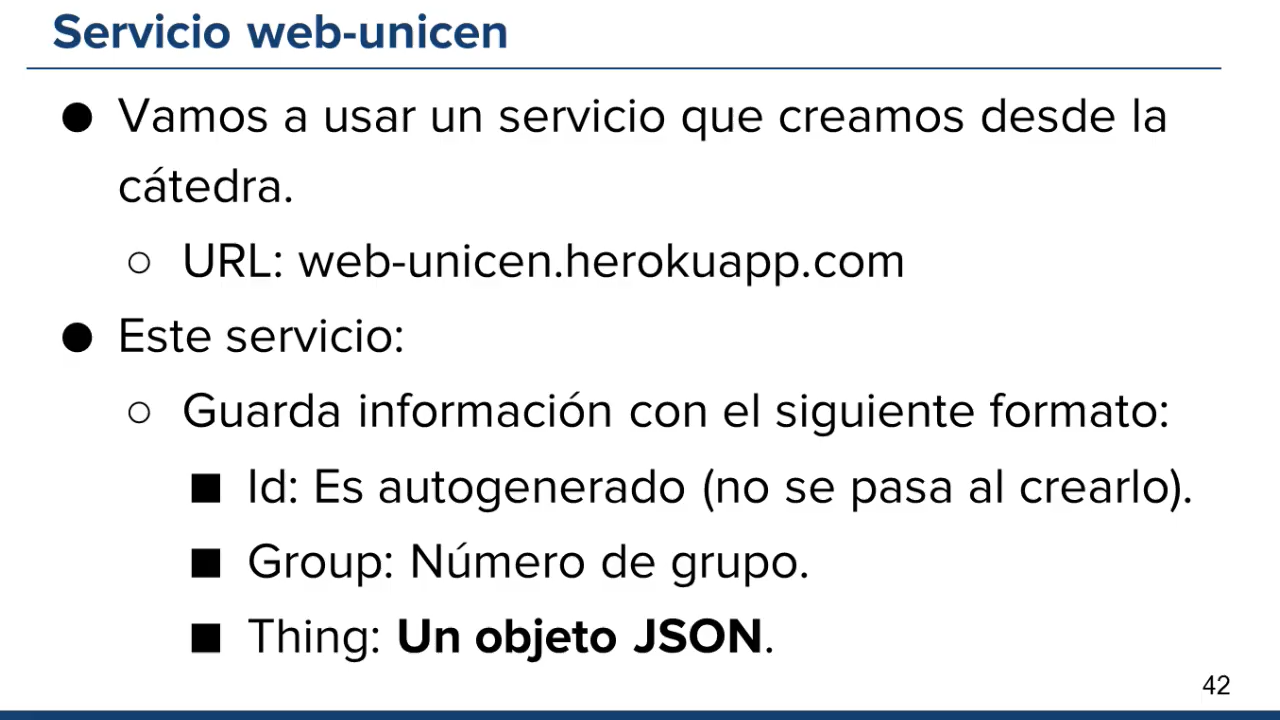 Servicio web-unicen
● Vamos a usar un servicio que creamos desde la
cátedra.
○ URL: web-unicen.herokuapp.com
● Este servicio:
○ Guarda información con el siguiente formato:
■ Id: Es autogenerado (no se pasa al crearlo).
■ Group: Número de grupo.
■ Thing: Un objeto JSON.
42